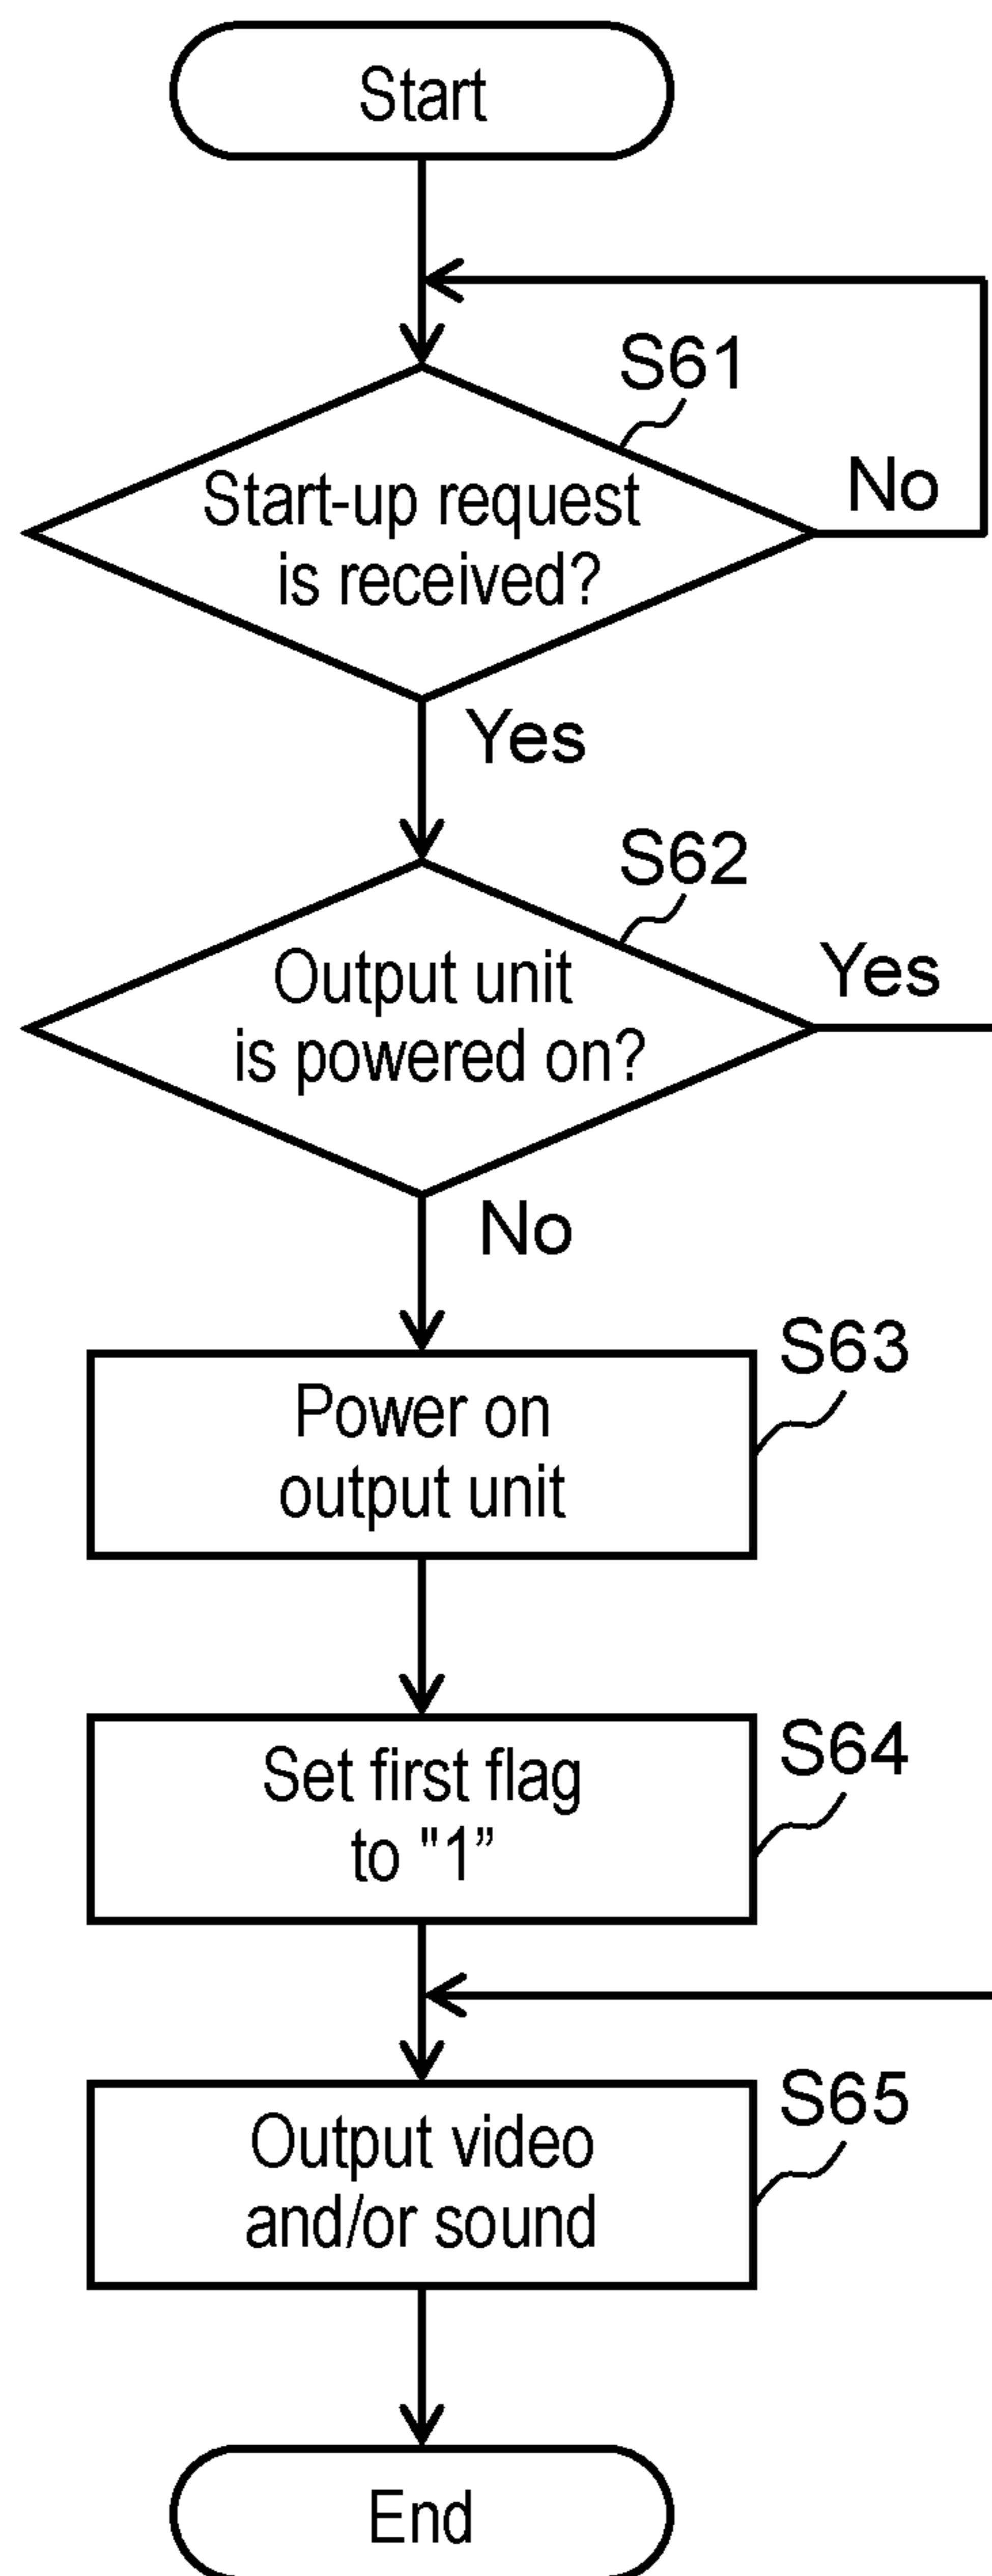 Start
S61
Start-up request
is received?
No
Yes
S62
Output unit
is powered on?
Yes
No
S63
Power on
output unit
S64
Set first flag
to "1”
S65
Output video
and/or sound
End